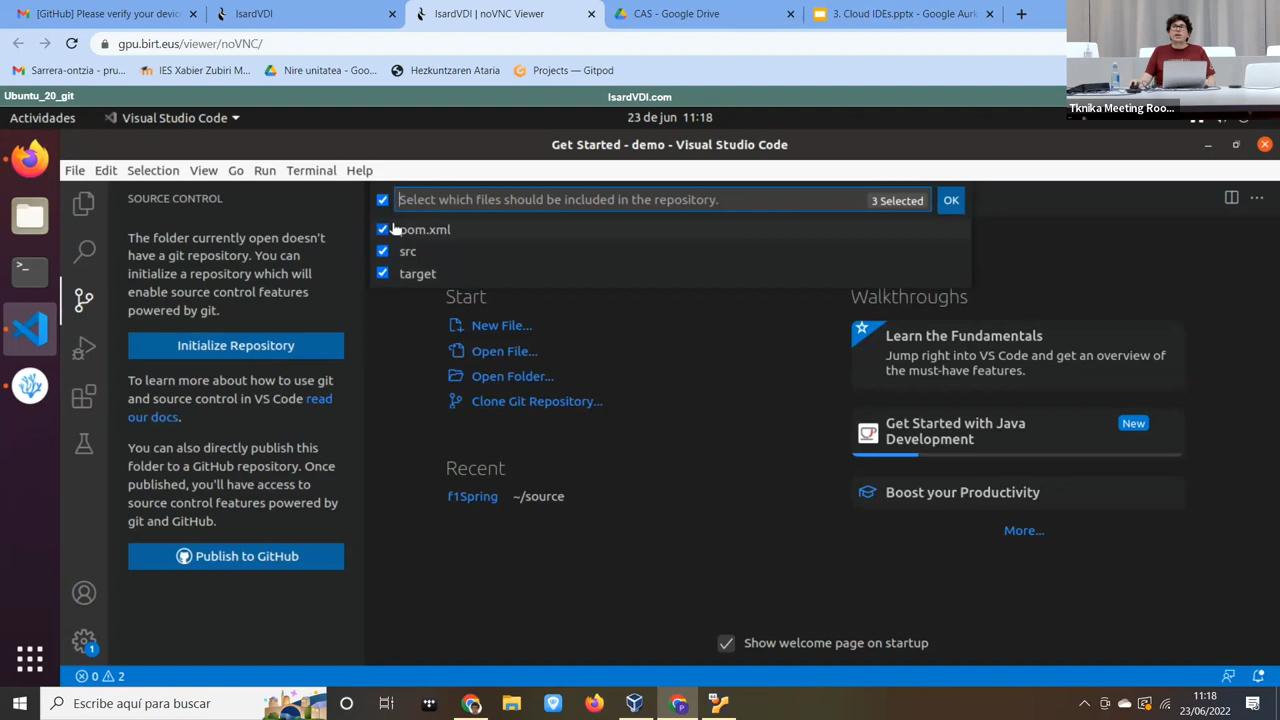 [GitHub] Please verify your device
IsardVDI
IsardVDI | noVNC Viewer
CAS - Google Drive
3. Cloud IDEs.pptx - Google Aurk
gpu.birt.eus/viewer/noVNC/
Sarrera-ontzia - pru...
IES Xabier Zubiri M...
Nire unitatea - Goo...
Hezkuntzaren Ataria
Projects — Gitpod
Ubuntu_20_git
IsardVDI.com
Tknika Meeting Roo...
Actividades
Visual Studio Code
23 de jun 11:18
Get Started - demo - Visual Studio Code
File Edit Selection View Go Run Terminal Help
SOURCE CONTROL
The folder currently open doesn't
have a git repository. You can
initialize a repository which will
enable source control features
powered by git.
Initialize Repository
To learn more about how to use git
and source control in VS Code read
our docs.
You can also directly publish this
folder to a GitHub repository. Once
published, you'll have access to
source control features powered by
git and GitHub.
Publish to GitHub
Select which files should be included in the repository.
3 Selected
OK
pom.xml
src
target
Start
New File...
Open File...
Open Folder...
Clone Git Repository...
Recent
f1Spring ~/source
Walkthroughs
Learn the Fundamentals
Jump right into VS Code and get an overview of
the must-have features.
Get Started with Java
Development
New
Boost your Productivity
More...
Show welcome page on startup
1
0 2
Escribe aquí para buscar
11:18
23/06/2022